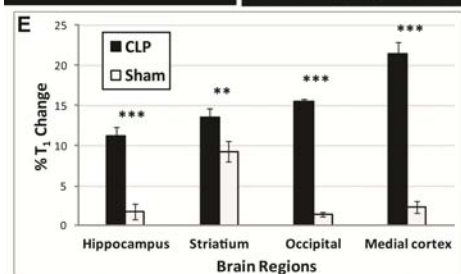 E
25
20
15
10
5
0
% T₁ Change
CLP
Sham
***
**
***
***
Hippocampus Striatium Occipital Medial cortex
Brain Regions